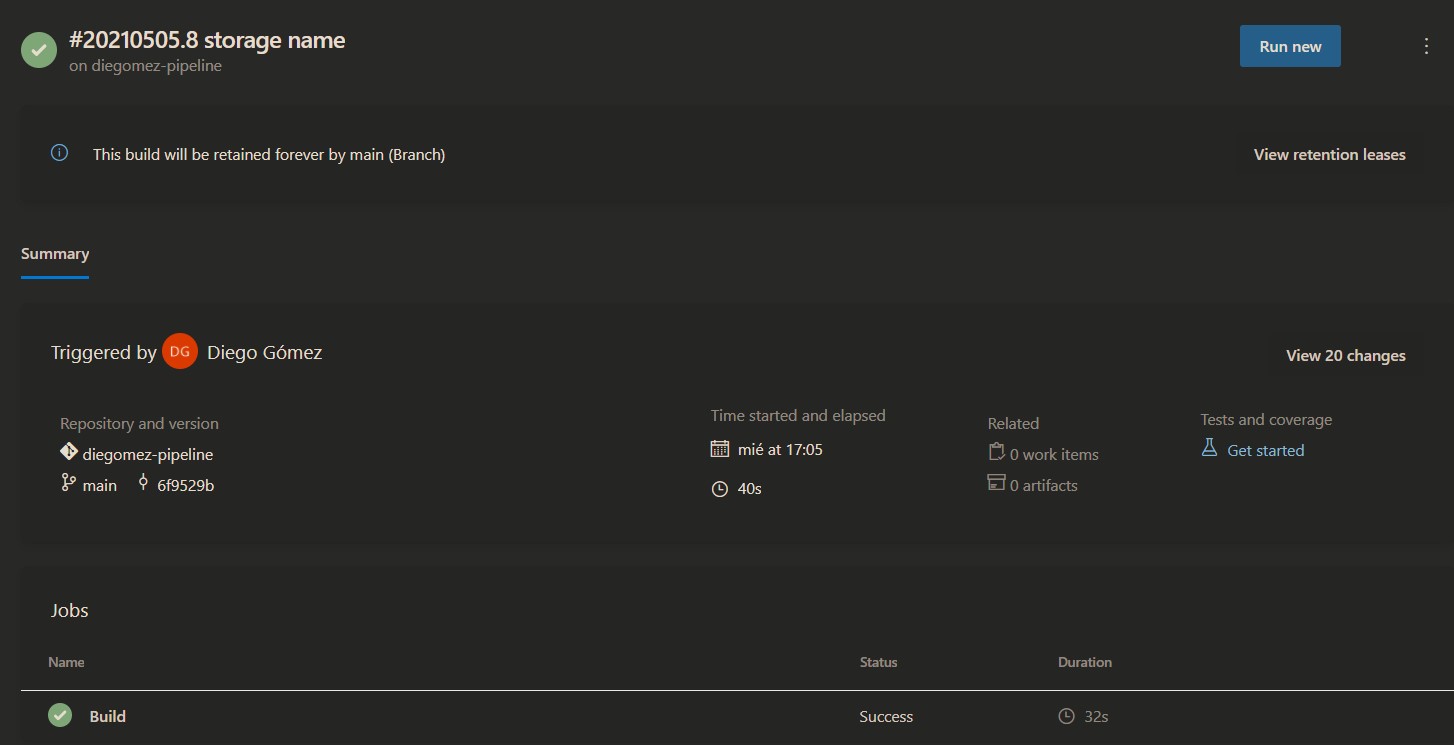 #20210505.8 storage name
on diegomez-pipeline
Run new
This build will be retained forever by main (Branch)
View retention leases
Summary
Triggered by DG Diego Gómez
View 20 changes
Repository and version
diegomez-pipeline
main 6f9529b
Time started and elapsed
mié at 17:05
40s
Related
0 work items
0 artifacts
Tests and coverage
Get started
Jobs
Name Status Duration
Build Success 32s